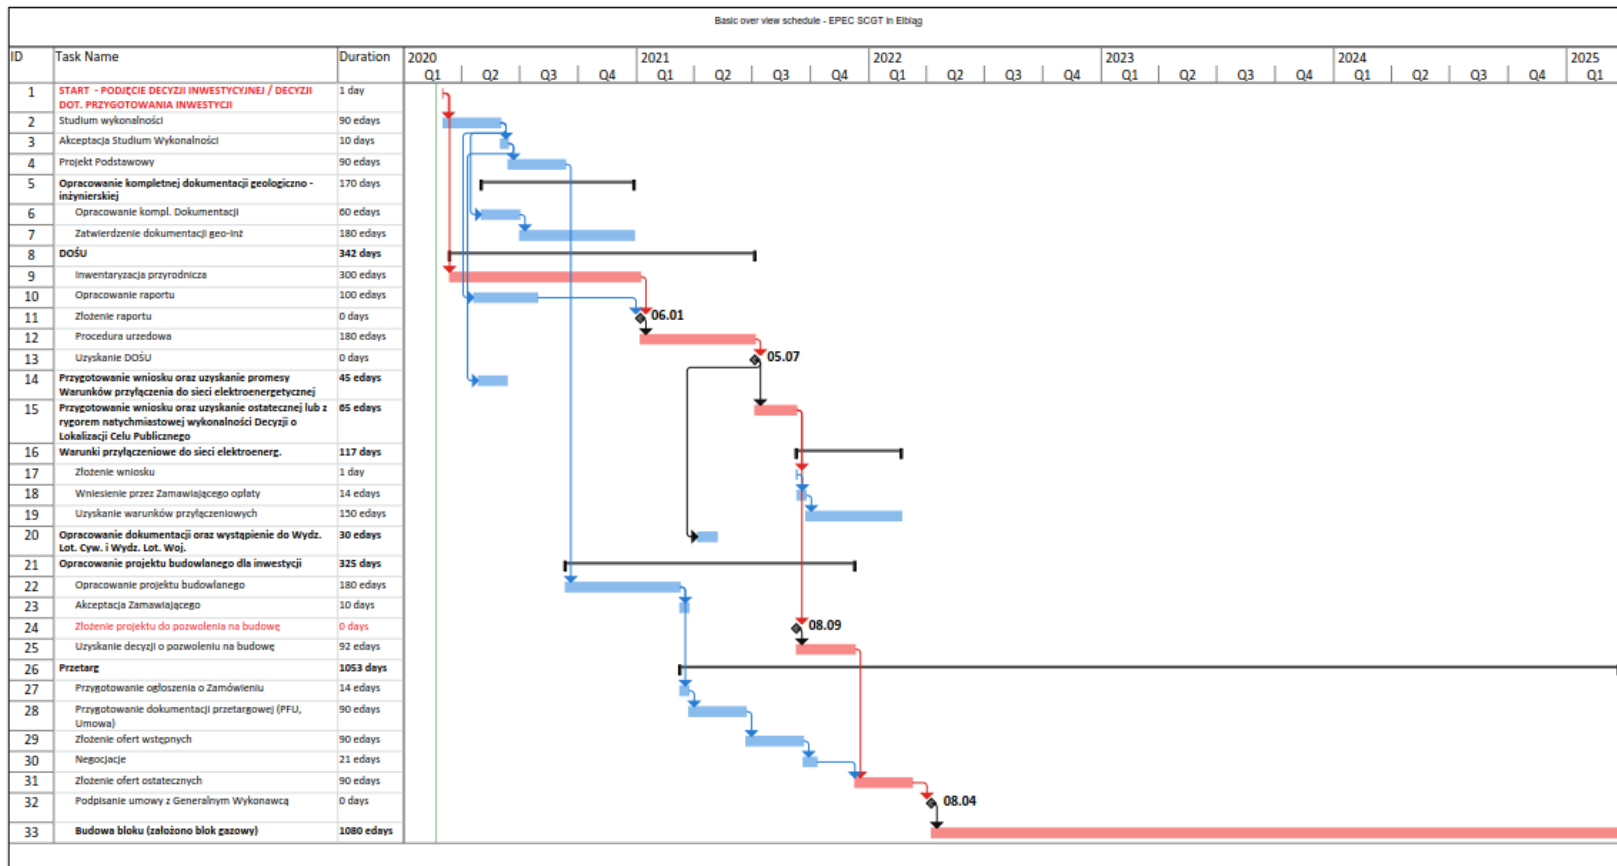 Basic over view schedule - EPEC SCGT in Elbląg
ID Task Name Duration 2020 2021 2022 2023 2024 2025
Q1 Q2 Q3 Q4 Q1 Q2 Q3 Q4 Q1 Q2 Q3 Q4 Q1 Q2 Q3 Q4 Q1 Q2 Q3 Q4 Q1
1 START - PODJĘCIE DECYZJI INWESTYCYJNEJ / DECYZJI 1 day
DOT. PRZYGOTOWANIA INWESTYCJI
2 Studium wykonalności 90 edays
3 Akceptacja Studium Wykonalności 10 days
4 Projekt Podstawowy 90 edays
5 Opracowanie kompletnej dokumentacji geologiczno - 170 days
inżynierskiej
6 Opracowanie kompl. Dokumentacji 60 edays
7 Zatwierdzenie dokumentacji geo-inż 180 edays
8 DOŚU 342 days
9 Inwentaryzacja przyrodnicza 300 edays
10 Opracowanie raportu 100 edays
11 Złożenie raportu 0 days 06.01
12 Procedura urzedowa 180 edays
13 Uzyskanie DOŚU 0 days 05.07
14 Przygotowanie wniosku oraz uzyskanie promesy 45 edays
Warunków przyłączenia do sieci elektroenergetycznej
15 Przygotowanie wniosku oraz uzyskanie ostatecznej lub z 65 edays
rygorem natychmiastowej wykonalności Decyzji o
Lokalizacji Celu Publicznego
16 Warunki przyłączeniowe do sieci elektroenerg. 117 days
17 Złożenie wniosku 1 day
18 Wniesienie przez Zamawiającego opłaty 14 edays
19 Uzyskanie warunków przyłączeniowych 150 edays
20 Opracowanie dokumentacji oraz wystąpienie do Wydz. 30 edays
Lot. Cyw. i Wydz. Lot. Woj.
21 Opracowanie projektu budowlanego dla inwestycji 325 days
22 Opracowanie projektu budowlanego 180 edays
23 Akceptacja Zamawiającego 10 days
24 Złożenie projektu do pozwolenia na budowę 0 days 08.09
25 Uzyskanie decyzji o pozwoleniu na budowę 92 edays
26 Przetarg 1053 days
27 Przygotowanie ogłoszenia o Zamówieniu 14 edays
28 Przygotowanie dokumentacji przetargowej (PFU, 90 edays
Umowa)
29 Złożenie ofert wstępnych 90 edays
30 Negocjacje 21 edays
31 Złożenie ofert ostatecznych 90 edays
32 Podpisanie umowy z Generalnym Wykonawcą 0 days 08.04
33 Budowa bloku (założono blok gazowy) 1080 edays